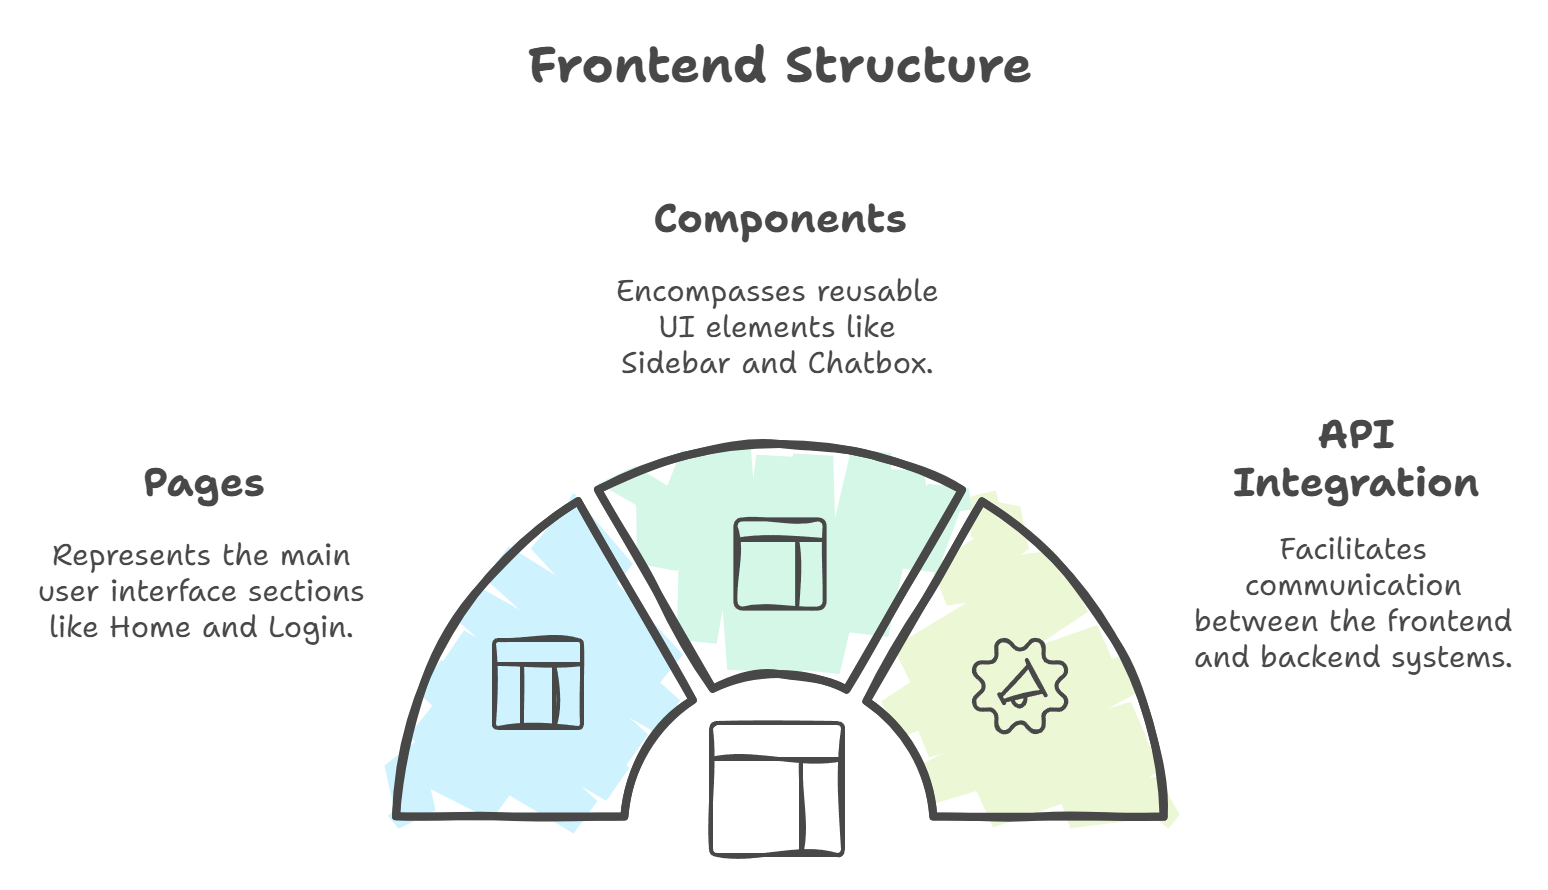 Frontend Structure
Components
Encompasses reusable
UI elements like
Sidebar and Chatbox.
Pages
Represents the main
user interface sections
like Home and Login.
API
Integration
Facilitates
communication
between the frontend
and backend systems.